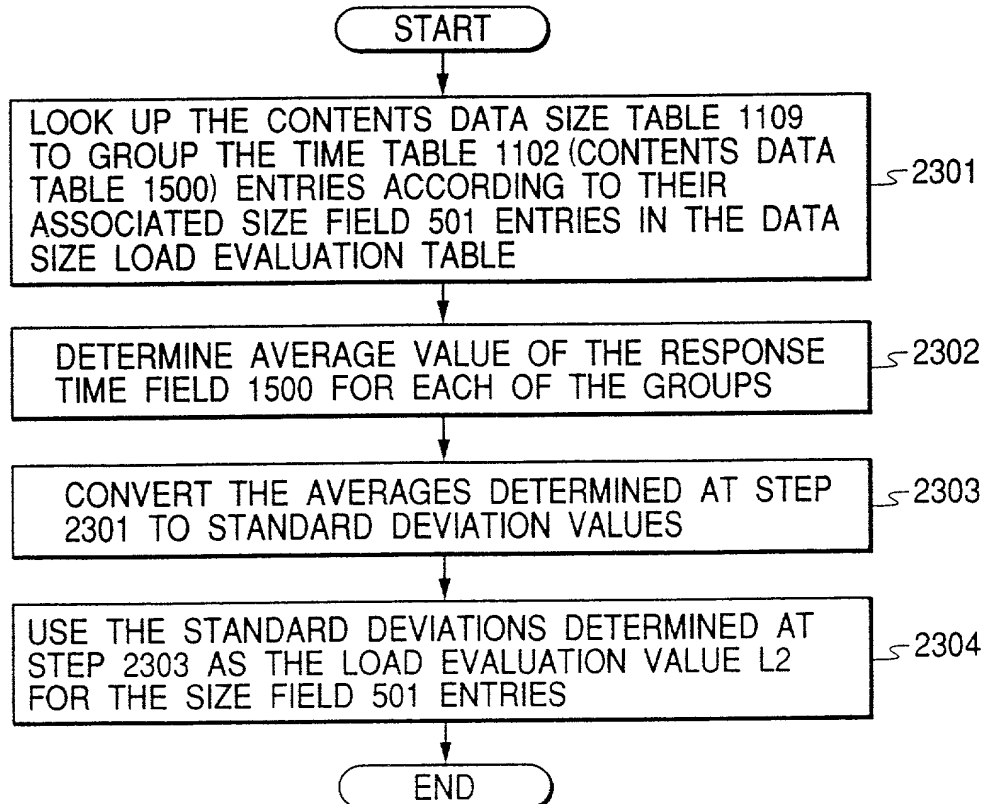 START
LOOK UP THE CONTENTS DATA SIZE TABLE 1109
TO GROUP THE TIME TABLE 1102 (CONTENTS DATA
TABLE 1500) ENTRIES ACCORDING TO THEIR
ASSOCIATED SIZE FIELD 501 ENTRIES IN THE DATA
SIZE LOAD EVALUATION TABLE
2301
DETERMINE AVERAGE VALUE OF THE RESPONSE
TIME FIELD 1500 FOR EACH OF THE GROUPS
2302
CONVERT THE AVERAGES DETERMINED AT STEP
2301 TO STANDARD DEVIATION VALUES
2303
USE THE STANDARD DEVIATIONS DETERMINED AT
STEP 2303 AS THE LOAD EVALUATION VALUE L2
FOR THE SIZE FIELD 501 ENTRIES
2304
END